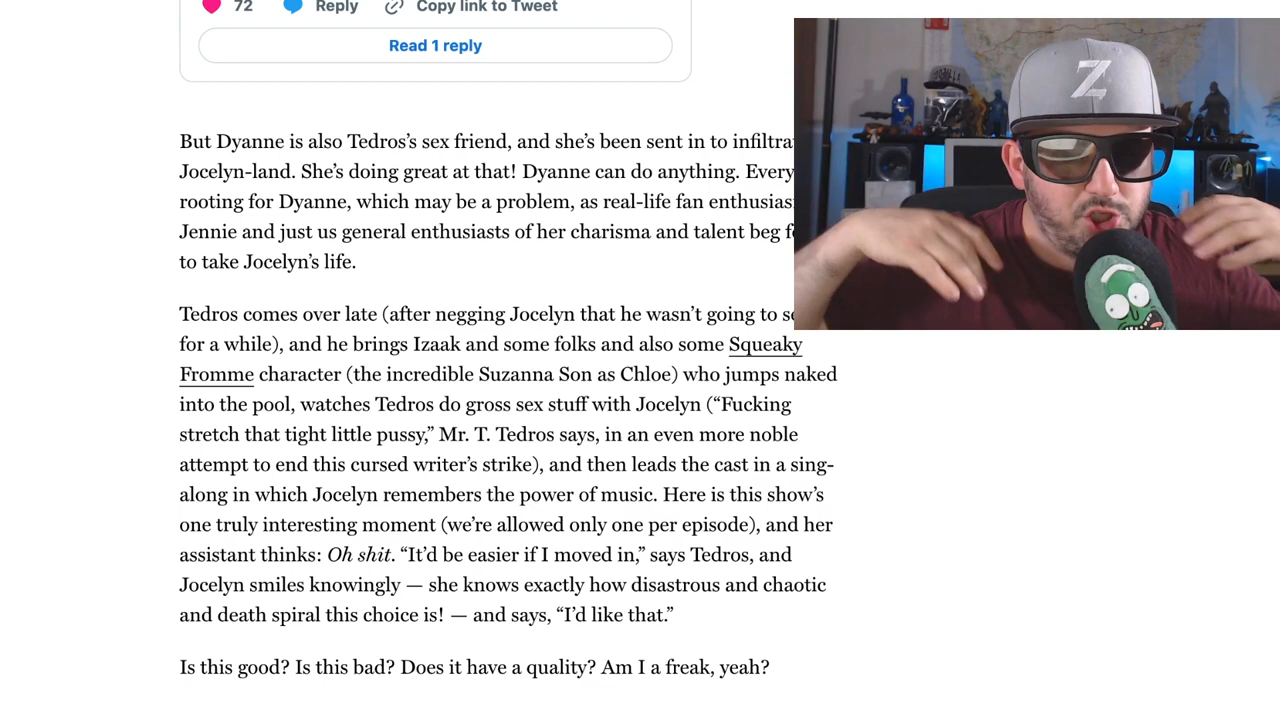 72 Reply Copy link to Tweet
Read 1 reply
Z
But Dyanne is also Tedros’s sex friend, and she’s been sent in to
Jocelyn-land. She’s doing great at that! Dyanne can do anything.
rooting for Dyanne, which may be a problem, as real-life fan
Jennie and just us general enthusiasts of her charisma and talent beg
to take Jocelyn’s life.
Tedros comes over late (after negging Jocelyn that he wasn’t going to
for a while), and he brings Izaak and some folks and also some Squeaky
Fromme character (the incredible Suzanna Son as Chloe) who jumps naked
into the pool, watches Tedros do gross sex stuff with Jocelyn (“Fucking
stretch that tight little pussy,” Mr. T. Tedros says, in an even more noble
attempt to end this cursed writer’s strike), and then leads the cast in a sing-
along in which Jocelyn remembers the power of music. Here is this show’s
one truly interesting moment (we’re allowed only one per episode), and her
assistant thinks: Oh shit. “It’d be easier if I moved in,” says Tedros, and
Jocelyn smiles knowingly — she knows exactly how disastrous and chaotic
and death spiral this choice is! — and says, “I’d like that.”
Is this good? Is this bad? Does it have a quality? Am I a freak, yeah?